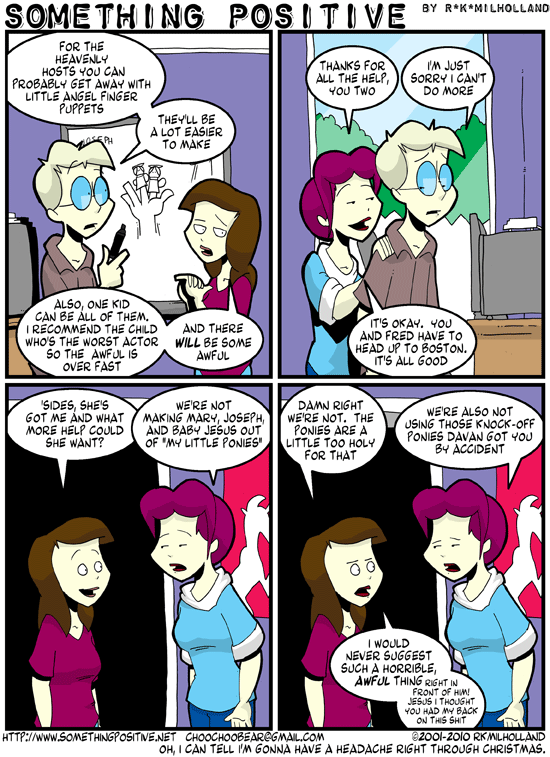 SOMETHING POSITIVE BY R*K*MILHOLLAND
FOR THE
HEAVENLY
HOSTS YOU CAN
PROBABLY GET AWAY WITH
LITTLE ANGEL FINGER
PUPPETS
THEY'LL BE
A LOT EASIER
TO MAKE
JOSEPH
ALSO, ONE KID
CAN BE ALL OF THEM.
I RECOMMEND THE CHILD
WHO'S THE WORST ACTOR
SO THE AWFUL IS
OVER FAST
AND THERE
WILL BE SOME
AWFUL
THANKS FOR
ALL THE HELP,
YOU TWO
I'M JUST
SORRY I CAN'T
DO MORE
IT'S OKAY. YOU
AND FRED HAVE TO
HEAD UP TO BOSTON.
IT'S ALL GOOD
'SIDES, SHE'S
GOT ME AND WHAT
MORE HELP COULD
SHE WANT?
WE'RE NOT
MAKING MARY, JOSEPH,
AND BABY JESUS OUT
OF "MY LITTLE PONIES"
DAMN RIGHT
WE'RE NOT. THE
PONIES ARE A
LITTLE TOO HOLY
FOR THAT
WE'RE ALSO NOT
USING THOSE KNOCK-OFF
PONIES DAVAN GOT YOU
BY ACCIDENT
I WOULD
NEVER SUGGEST
SUCH A HORRIBLE,
AWFUL THING RIGHT IN
FRONT OF HIM!
JESUS I THOUGHT
YOU HAD MY BACK
ON THIS SHIT
HTTP://WWW.SOMETHINGPOSITIVE.NET CHOOCHOOBEAR@GMAIL.COM ©2001-2010 RKMILHOLLAND
OH, I CAN TELL I'M GONNA HAVE A HEADACHE RIGHT THROUGH CHRISTMAS.